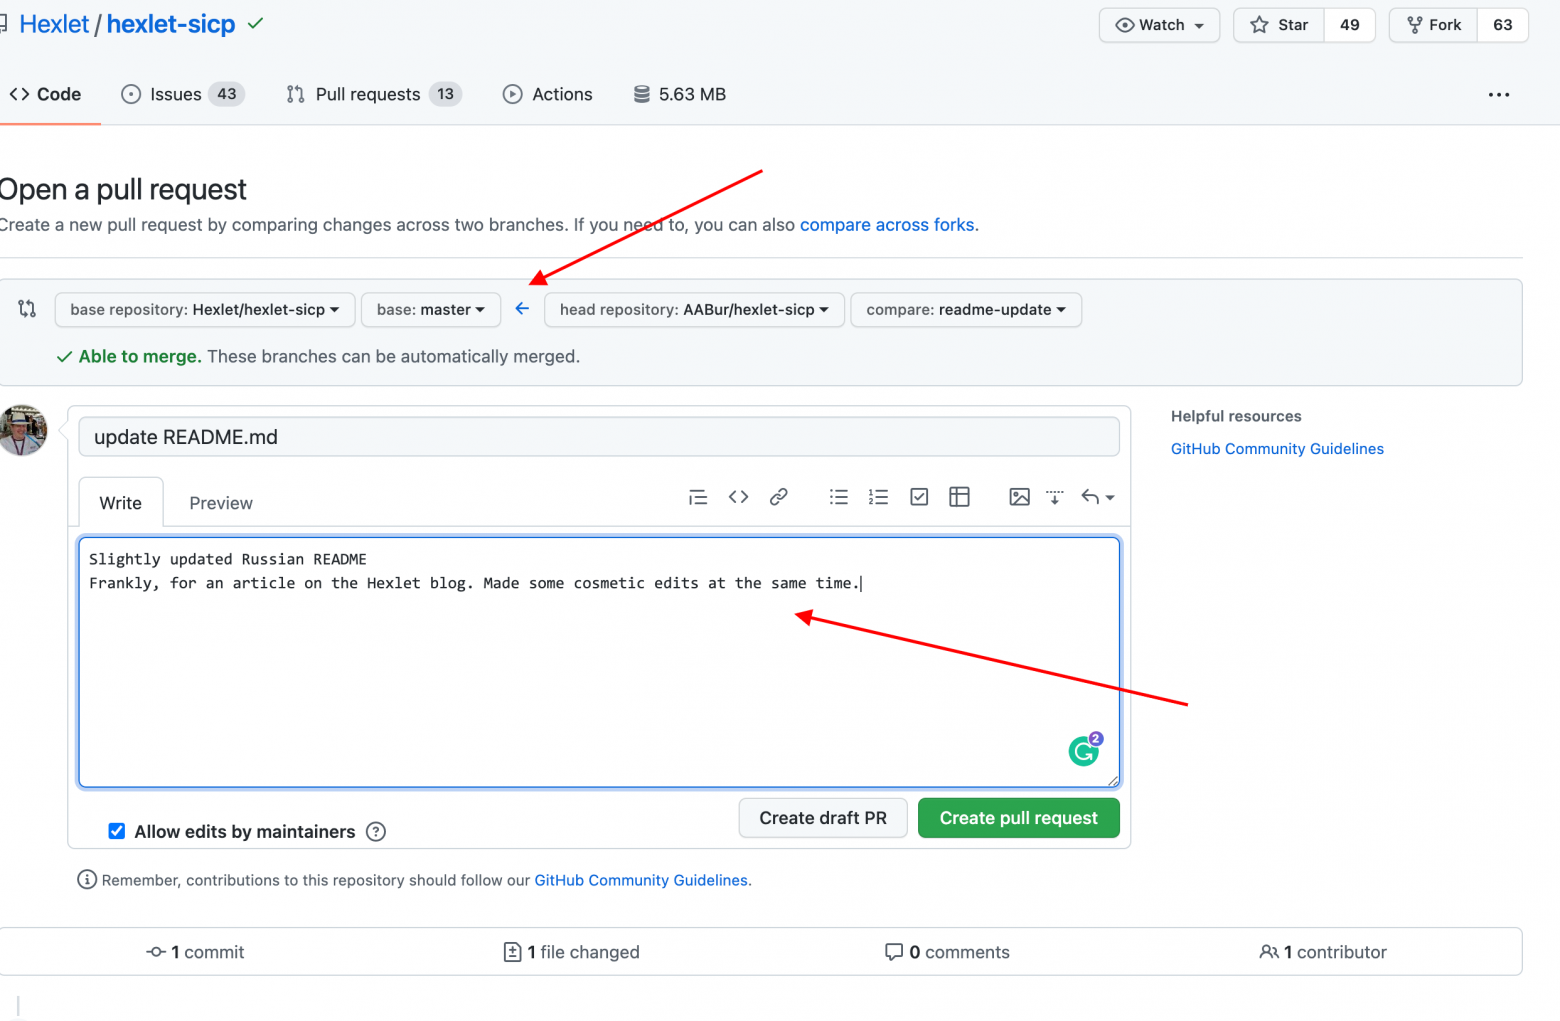 Hexlet / hexlet-sicp
Watch
Star 49
Fork 63
Code
Issues 43
Pull requests 13
Actions
5.63 MB
Open a pull request
Create a new pull request by comparing changes across two branches. If you need to, you can also compare across forks.
base repository: Hexlet/hexlet-sicp
base: master
head repository: AABur/hexlet-sicp
compare: readme-update
Able to merge. These branches can be automatically merged.
update README.md
Helpful resources
GitHub Community Guidelines
Write
Preview
Slightly updated Russian README
Frankly, for an article on the Hexlet blog. Made some cosmetic edits at the same time.
2
Allow edits by maintainers
Create draft PR
Create pull request
Remember, contributions to this repository should follow our GitHub Community Guidelines.
1 commit
1 file changed
0 comments
1 contributor